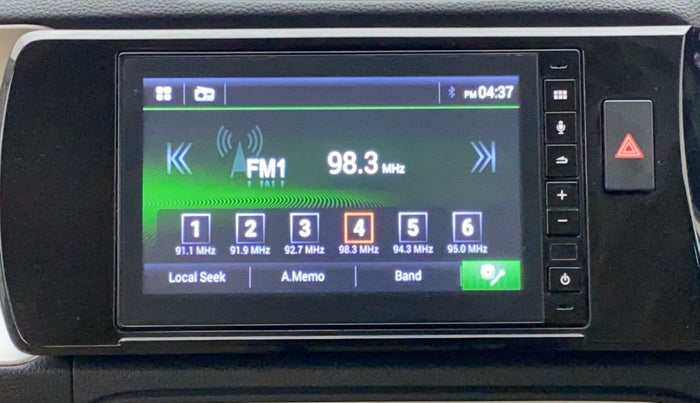 PM 04:37
FM1
98.3 MHz
1 2 3 4 5 6
91.1 MHz 91.9 MHz 92.7 MHz 98.3 MHz 94.3 MHz 95.0 MHz
Local Seek A.Memo Band
+
−